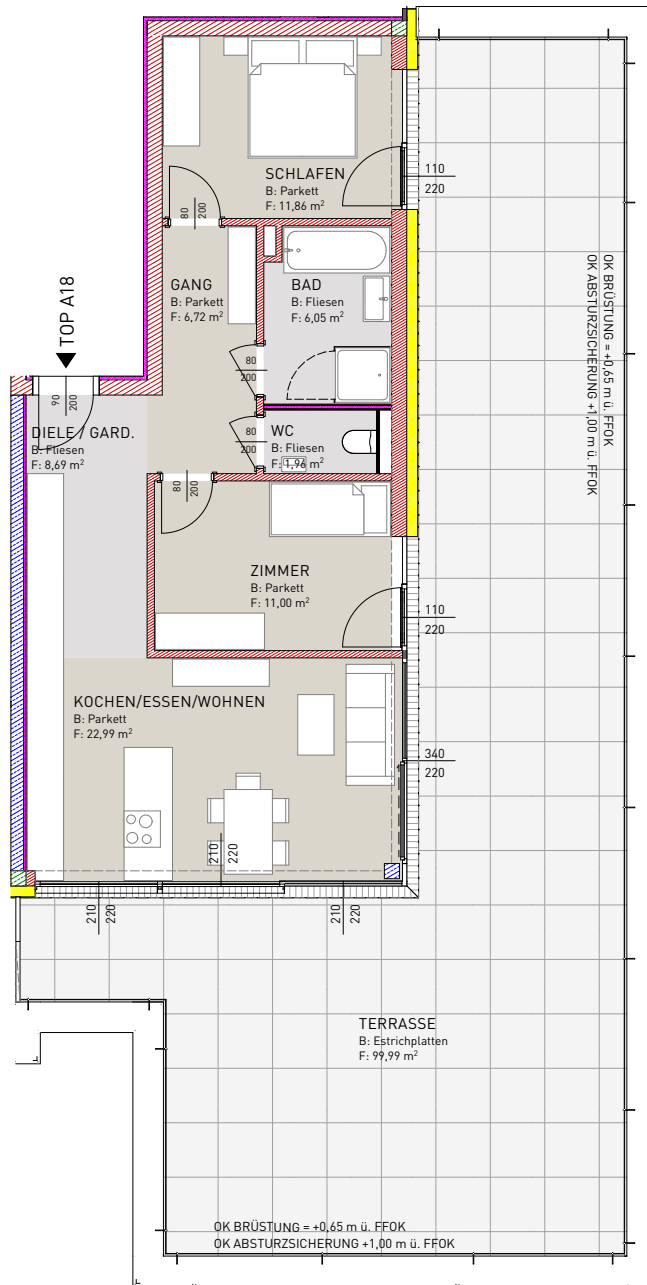 SCHLAFEN
B: Parkett
F: 11,86 m²
110
220
80
200
OK BRÜSTUNG = +0,65 m ü. FFOK
OK ABSTURZSICHERUNG +1,00 m ü. FFOK
TOP A18
GANG
B: Parkett
F: 6,72 m²
BAD
B: Fliesen
F: 6,05 m²
80
200
90
200
DIELE / GARD.
B: Fliesen
F: 8,69 m²
80
200
WC
B: Fliesen
F: 1,96 m²
80
200
ZIMMER
B: Parkett
F: 11,00 m²
110
220
KOCHEN/ESSEN/WOHNEN
B: Parkett
F: 22,99 m²
340
220
210
220
210
220
210
220
TERRASSE
B: Estrichplatten
F: 99,99 m²
OK BRÜSTUNG = +0,65 m ü. FFOK
OK ABSTURZSICHERUNG +1,00 m ü. FFOK